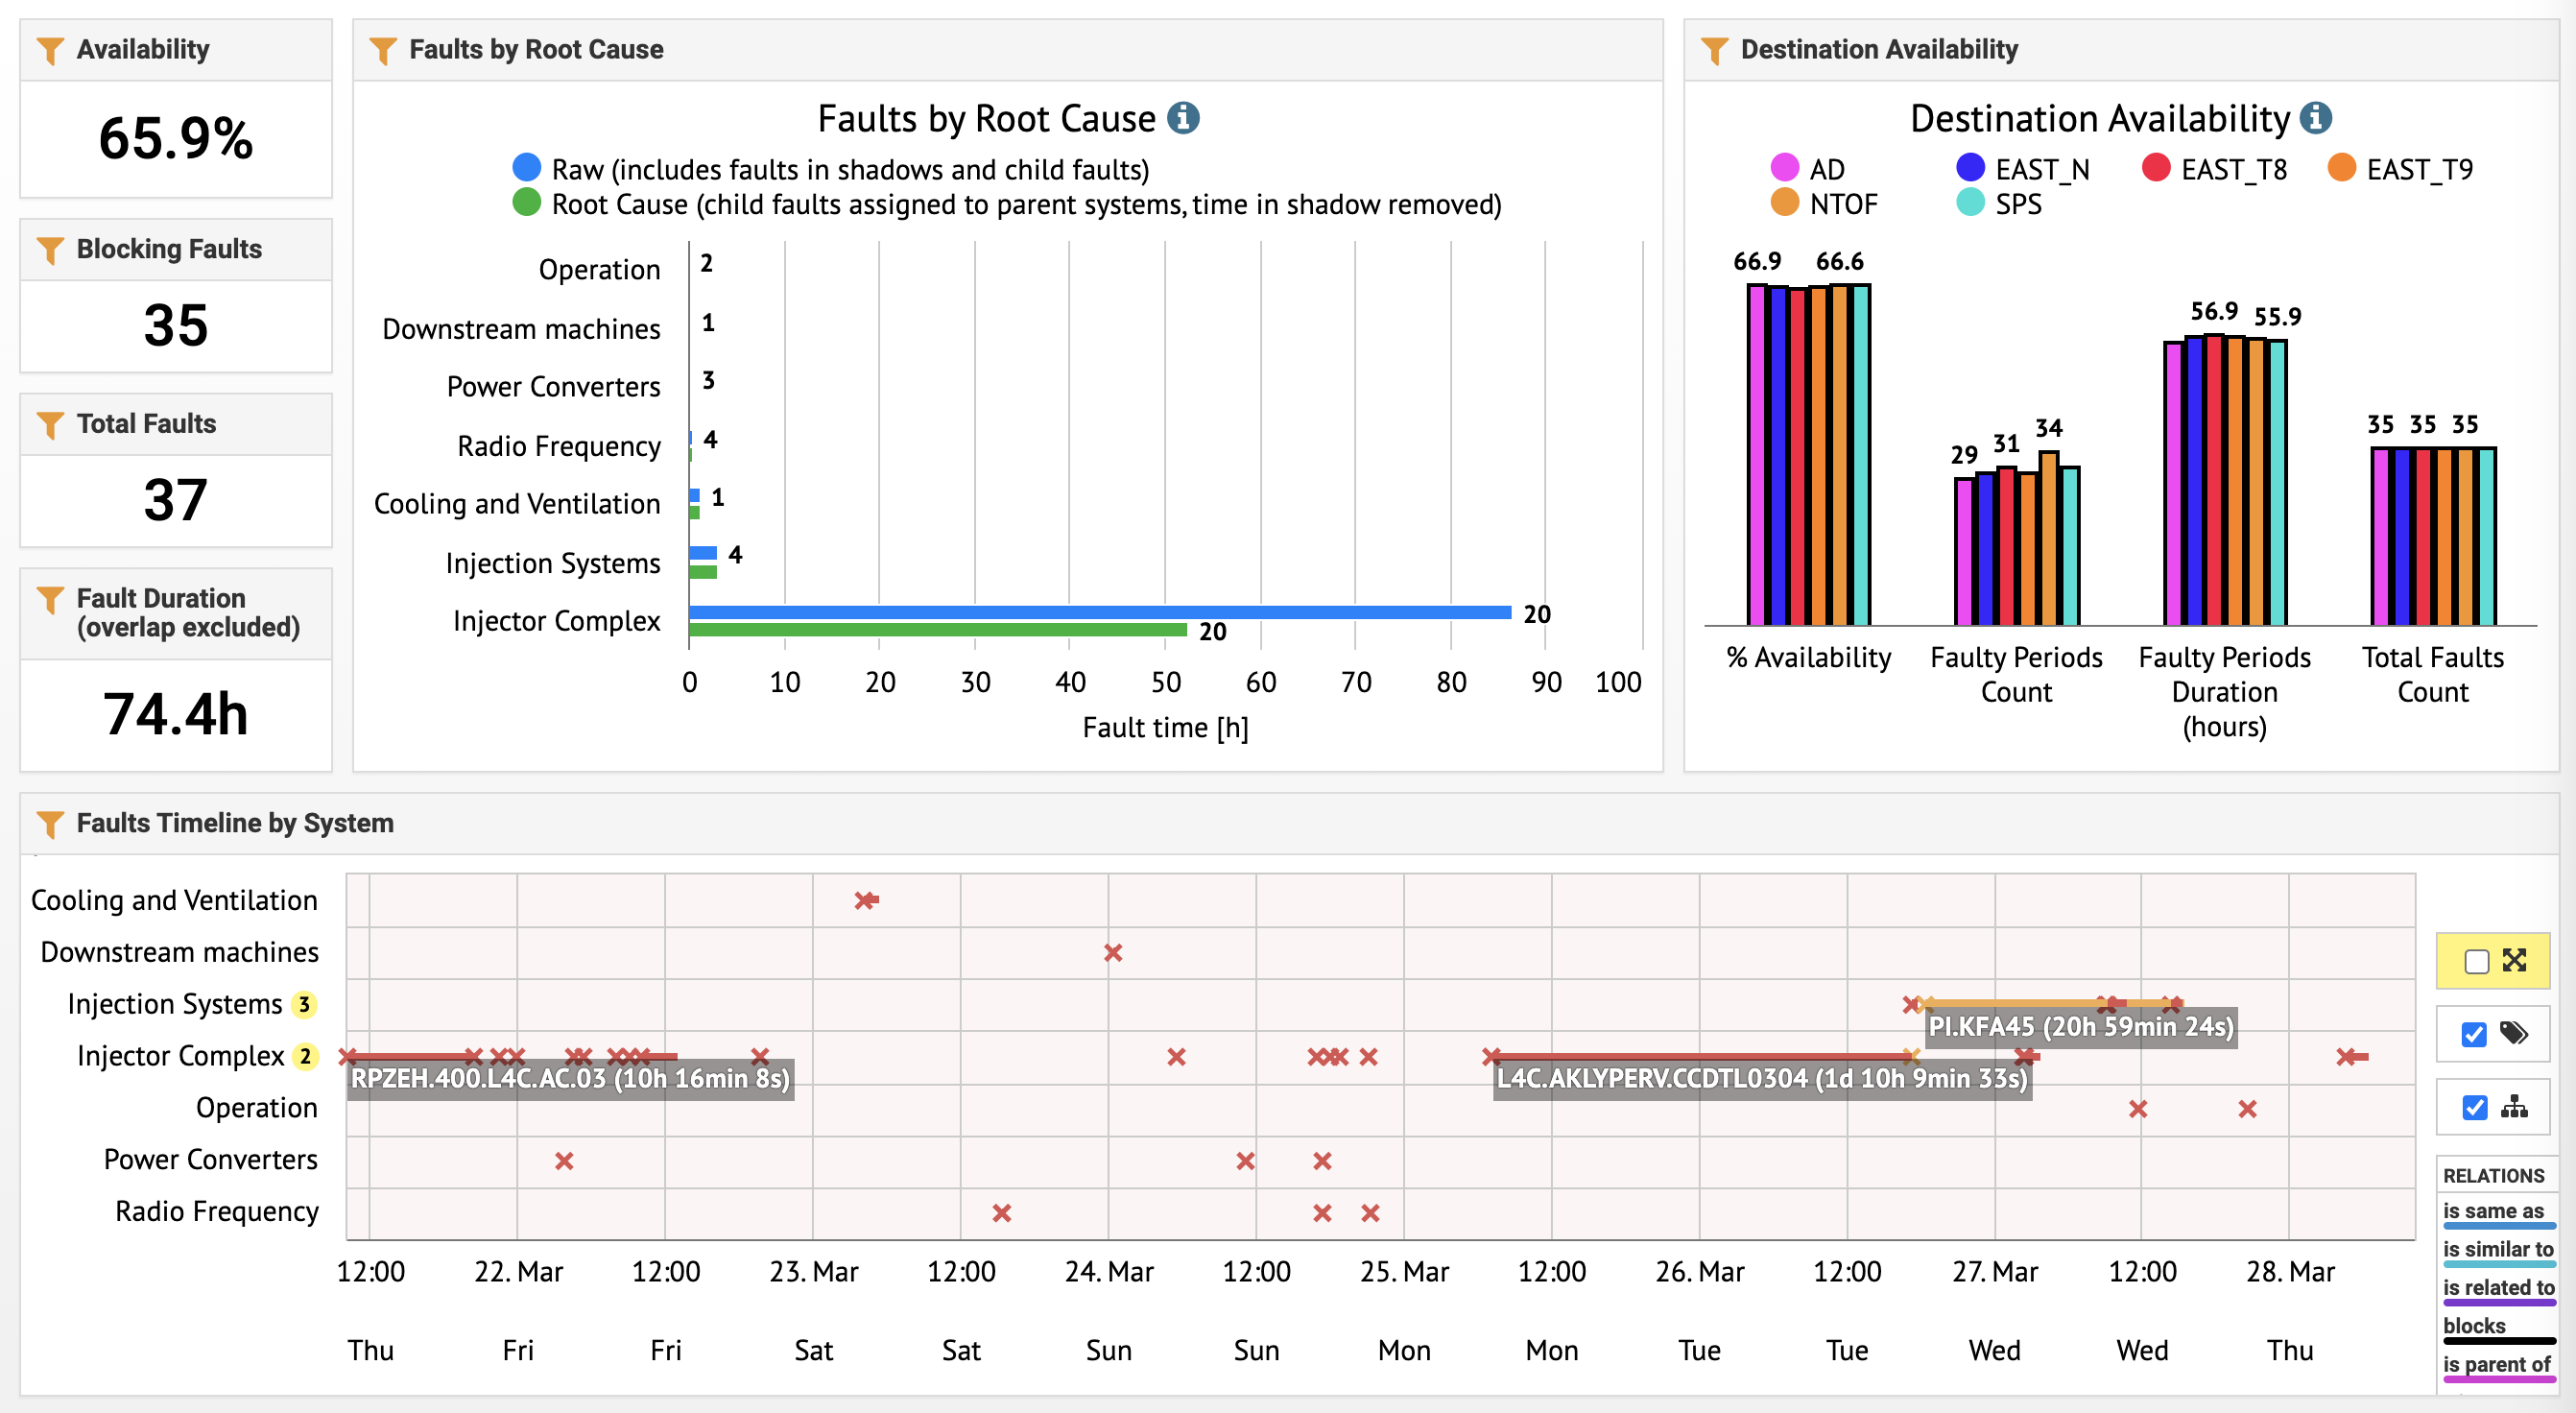 Availability
65.9%
Blocking Faults
35
Total Faults
37
Fault Duration
(overlap excluded)
74.4h
Faults by Root Cause
Faults by Root Cause
Raw (includes faults in shadows and child faults)
Root Cause (child faults assigned to parent systems, time in shadow removed)
Operation 2
Downstream machines 1
Power Converters 3
Radio Frequency 4
Cooling and Ventilation 1
Injection Systems 4
Injector Complex 20
20
0 10 20 30 40 50 60 70 80 90 100
Fault time [h]
Destination Availability
Destination Availability
AD EAST_N EAST_T8 EAST_T9
NTOF SPS
66.9 66.6
56.9 55.9
29 31 34
35 35 35
% Availability
Faulty Periods
Count
Faulty Periods
Duration
(hours)
Total Faults
Count
Faults Timeline by System
Cooling and Ventilation
Downstream machines
Injection Systems 3
PI.KFA45 (20h 59min 24s)
Injector Complex 2
RPZEH.400.L4C.AC.03 (10h 16min 8s)
L4C.AKLYPERV.CCDTL0304 (1d 10h 9min 33s)
Operation
Power Converters
Radio Frequency
12:00 22. Mar 12:00 23. Mar 12:00 24. Mar 12:00 25. Mar 12:00 26. Mar 12:00 27. Mar 12:00 28. Mar
Thu Fri Fri Sat Sat Sun Sun Mon Mon Tue Tue Wed Wed Thu
RELATIONS
is same as
is similar to
is related to
blocks
is parent of